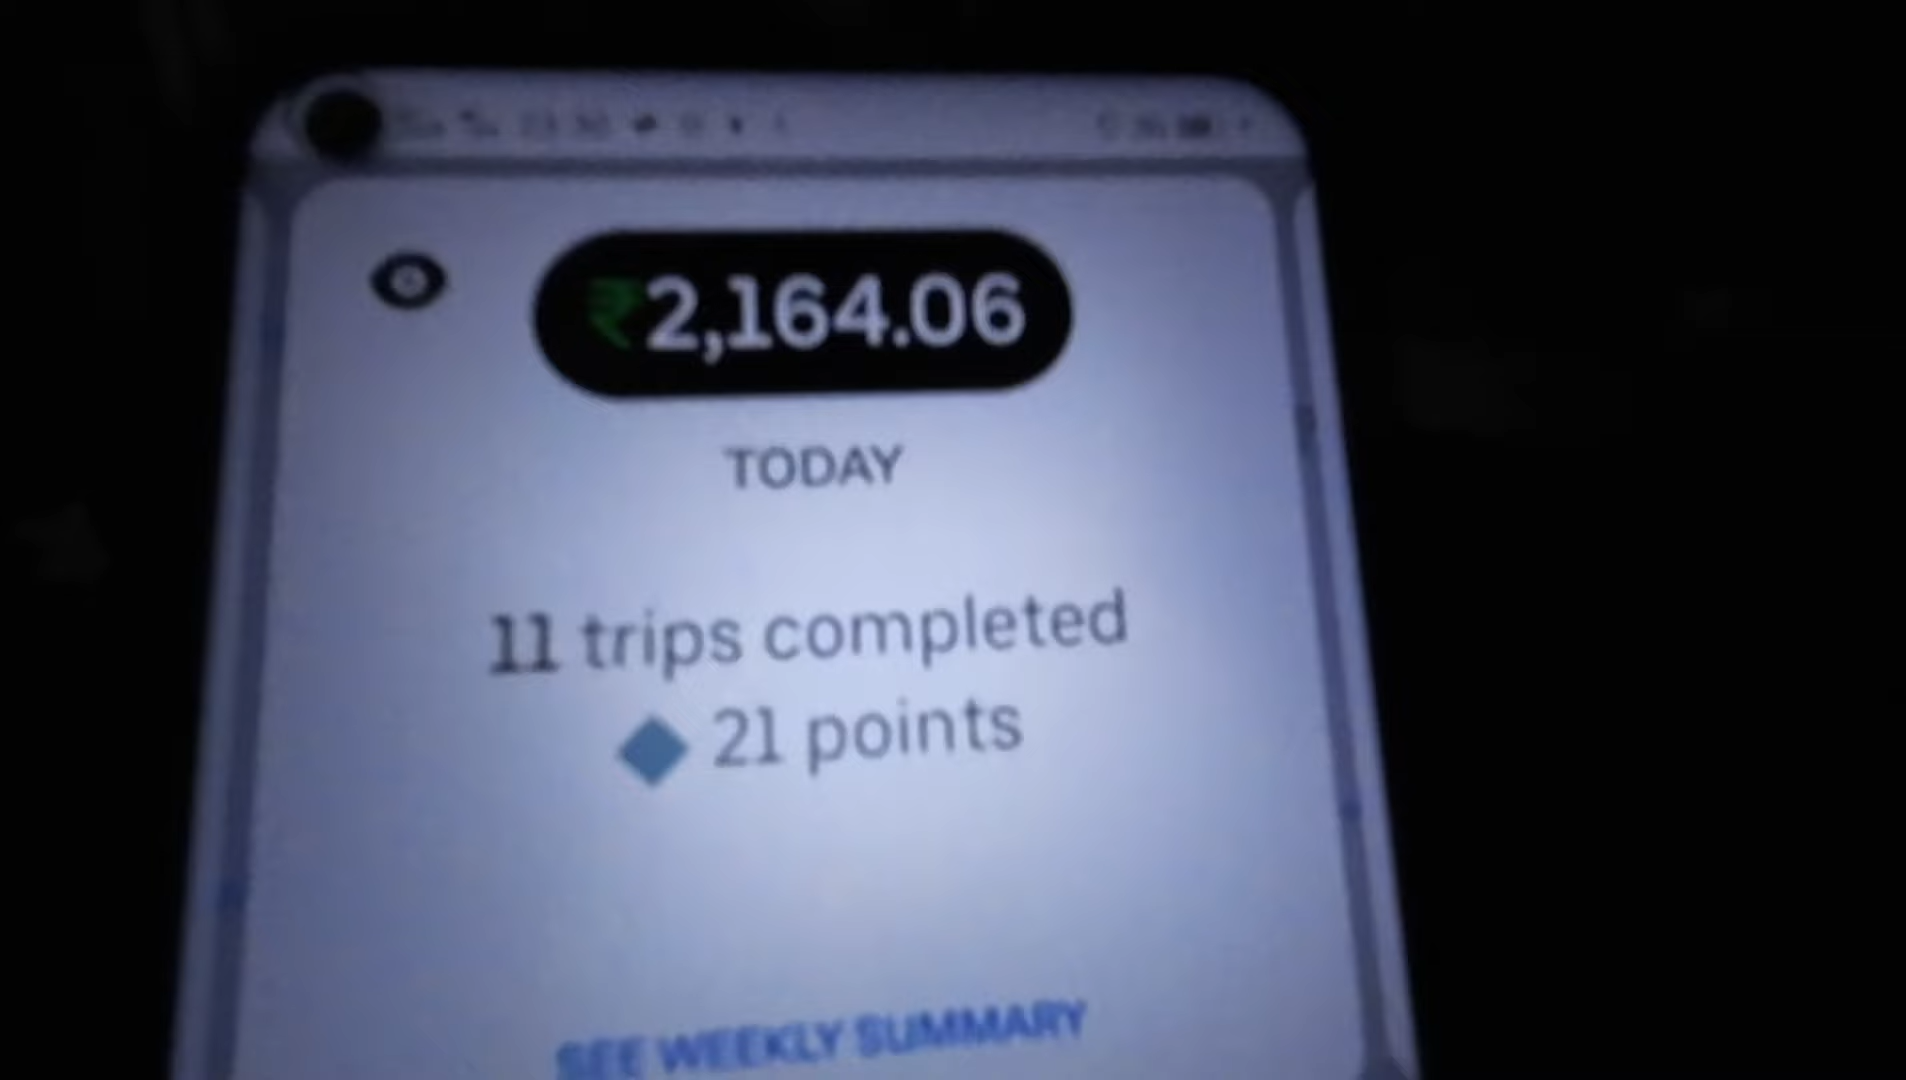 ₹2,164.06
TODAY
11 trips completed
21 points
SEE WEEKLY SUMMARY